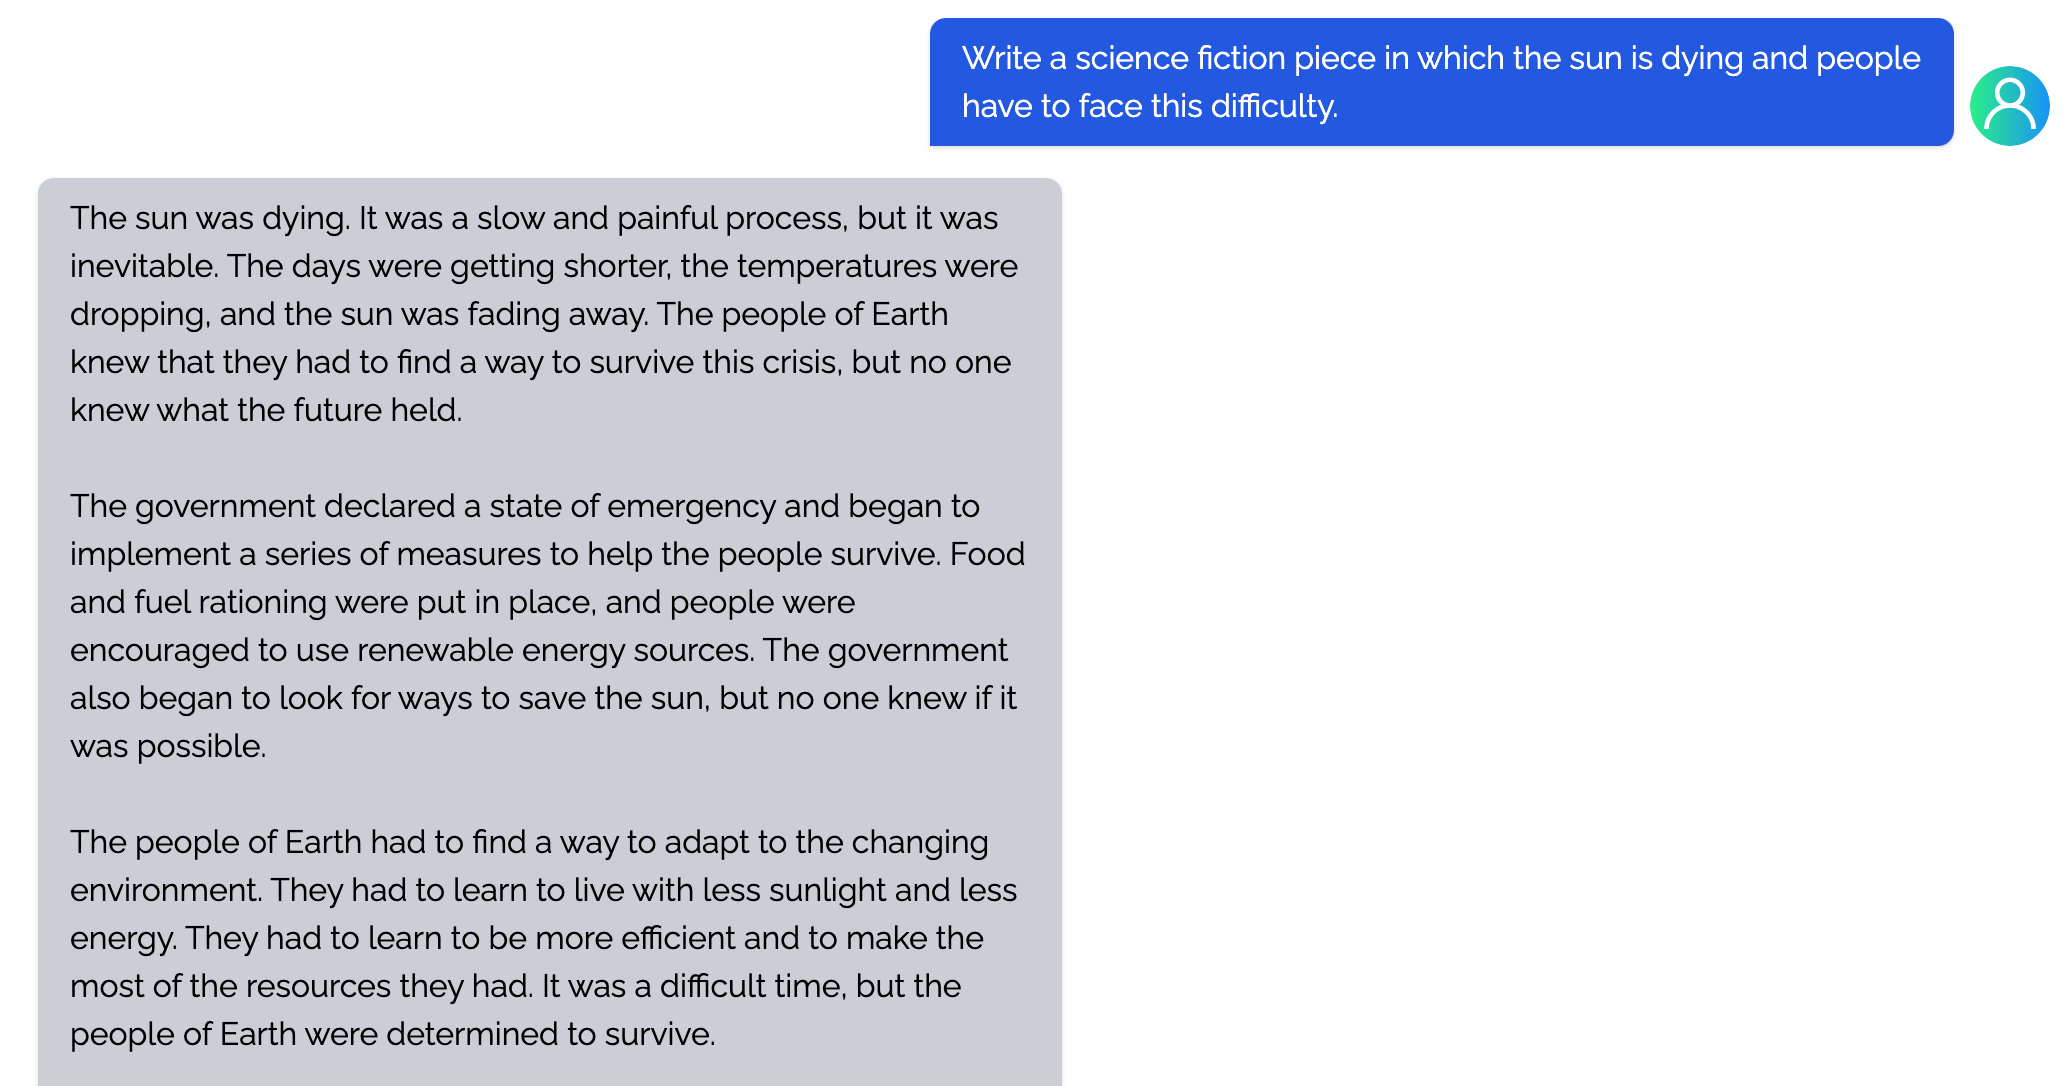 Write a science fiction piece in which the sun is dying and people
have to face this difficulty.
The sun was dying. It was a slow and painful process, but it was
inevitable. The days were getting shorter, the temperatures were
dropping, and the sun was fading away. The people of Earth
knew that they had to find a way to survive this crisis, but no one
knew what the future held.
The government declared a state of emergency and began to
implement a series of measures to help the people survive. Food
and fuel rationing were put in place, and people were
encouraged to use renewable energy sources. The government
also began to look for ways to save the sun, but no one knew if it
was possible.
The people of Earth had to find a way to adapt to the changing
environment. They had to learn to live with less sunlight and less
energy. They had to learn to be more efficient and to make the
most of the resources they had. It was a difficult time, but the
people of Earth were determined to survive.